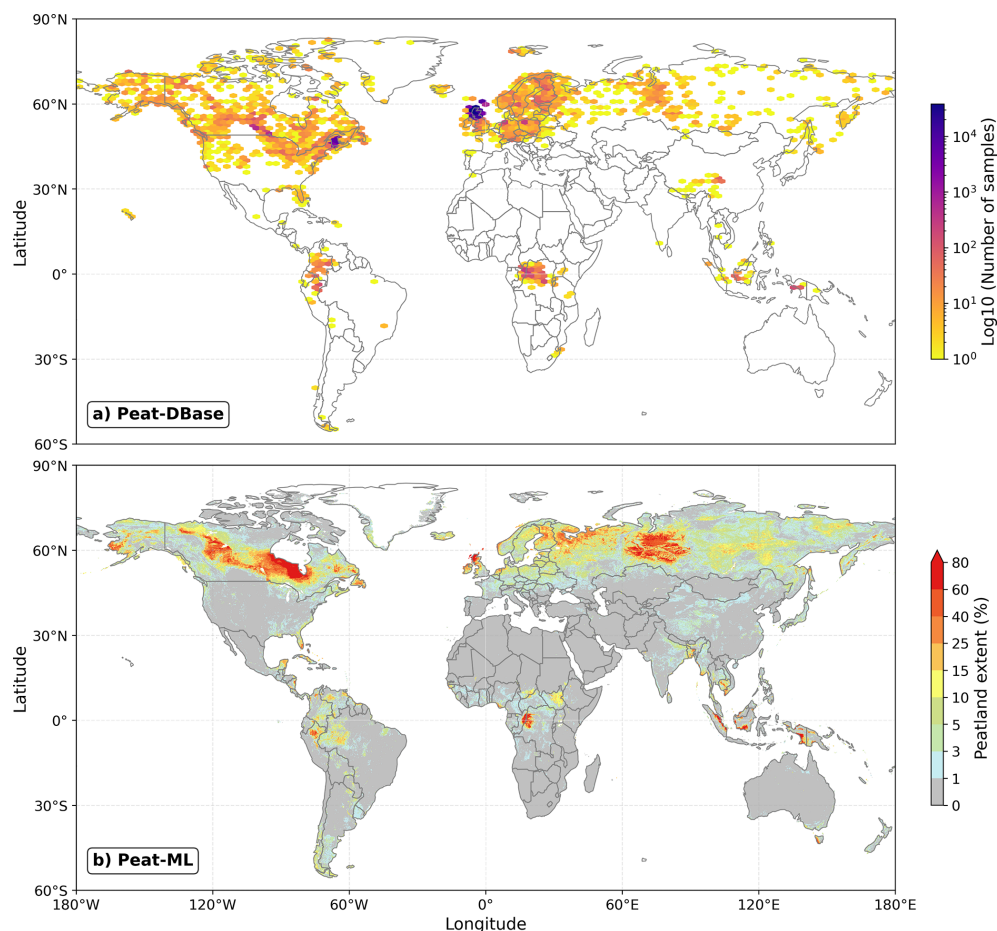 90°N
60°N
30°N
0°
30°S
60°S
Latitude
a) Peat-DBase
10⁴
10³
10²
10¹
10⁰
Log10 (Number of samples)
90°N
60°N
30°N
0°
30°S
60°S
Latitude
b) Peat-ML
180°W
120°W
60°W
0°
60°E
120°E
180°E
Longitude
80
60
40
25
15
10
5
3
1
0
Peatland extent (%)